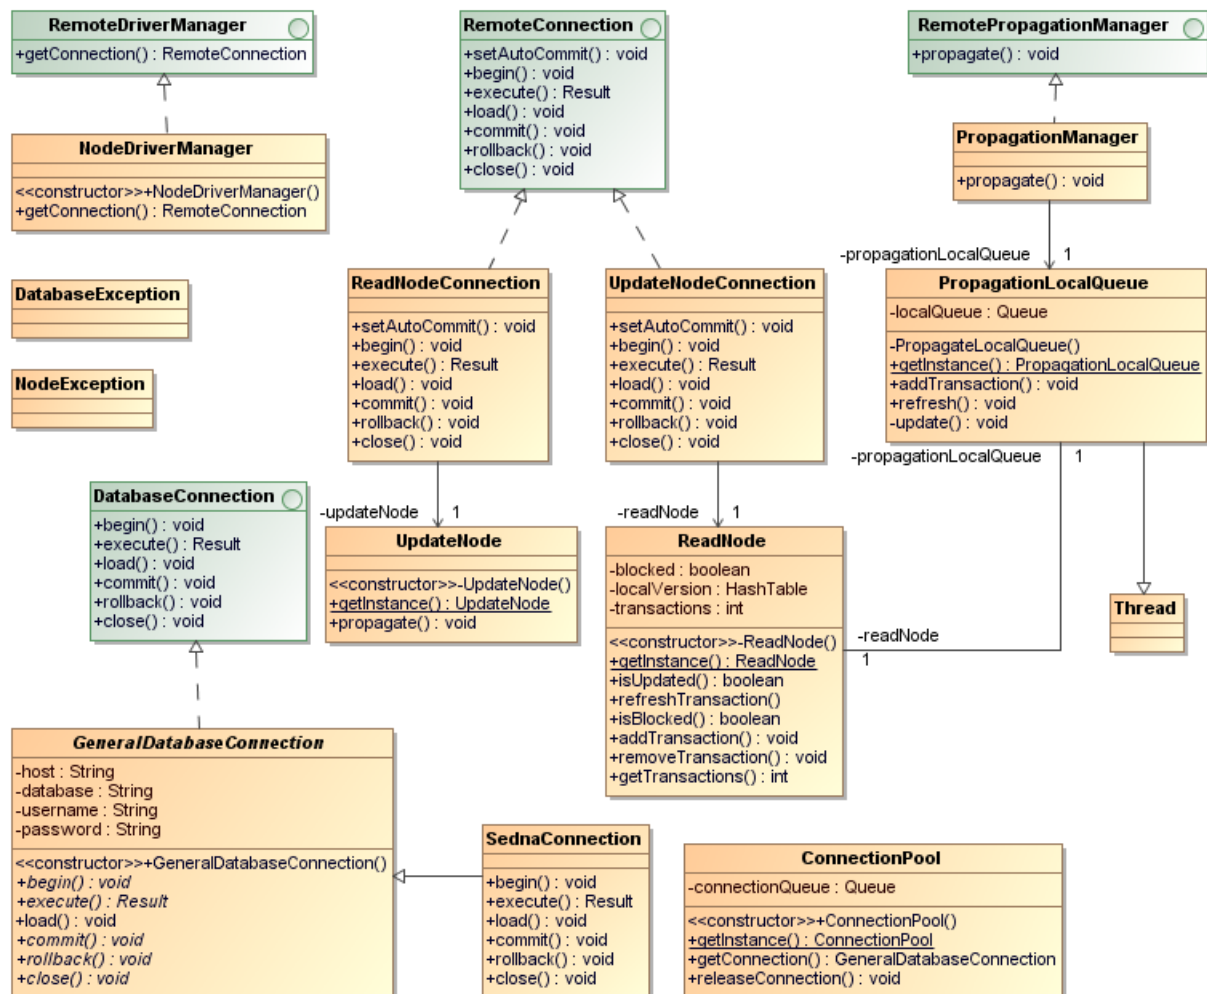 RemoteDriverManager
+getConnection() : RemoteConnection
RemoteConnection
+setAutoCommit() : void
+begin() : void
+execute() : Result
+load() : void
+commit() : void
+rollback() : void
+close() : void
RemotePropagationManager
+propagate() : void
NodeDriverManager
<<constructor>>+NodeDriverManager()
+getConnection() : RemoteConnection
PropagationManager
+propagate() : void
-propagationLocalQueue
1
DatabaseException
NodeException
ReadNodeConnection
+setAutoCommit() : void
+begin() : void
+execute() : Result
+load() : void
+commit() : void
+rollback() : void
+close() : void
UpdateNodeConnection
+setAutoCommit() : void
+begin() : void
+execute() : Result
+load() : void
+commit() : void
+rollback() : void
+close() : void
PropagationLocalQueue
-localQueue : Queue
-PropagateLocalQueue()
+getInstance() : PropagationLocalQueue
+addTransaction() : void
+refresh() : void
-update() : void
-propagationLocalQueue
1
DatabaseConnection
+begin() : void
+execute() : Result
+load() : void
+commit() : void
+rollback() : void
+close() : void
-updateNode
1
UpdateNode
<<constructor>>-UpdateNode()
+getInstance() : UpdateNode
+propagate() : void
-readNode
1
ReadNode
-blocked : boolean
-localVersion : HashTable
-transactions : int
<<constructor>>-ReadNode()
+getInstance() : ReadNode
+isUpdated() : boolean
+refreshTransaction()
+isBlocked() : boolean
+addTransaction() : void
+removeTransaction() : void
+getTransactions() : int
-readNode
1
Thread
GeneralDatabaseConnection
-host : String
-database : String
-username : String
-password : String
<<constructor>>+GeneralDatabaseConnection()
+begin() : void
+execute() : Result
+load() : void
+commit() : void
+rollback() : void
+close() : void
SednaConnection
+begin() : void
+execute() : Result
+load() : void
+commit() : void
+rollback() : void
+close() : void
ConnectionPool
-connectionQueue : Queue
<<constructor>>+ConnectionPool()
+getInstance() : ConnectionPool
+getConnection() : GeneralDatabaseConnection
+releaseConnection() : void